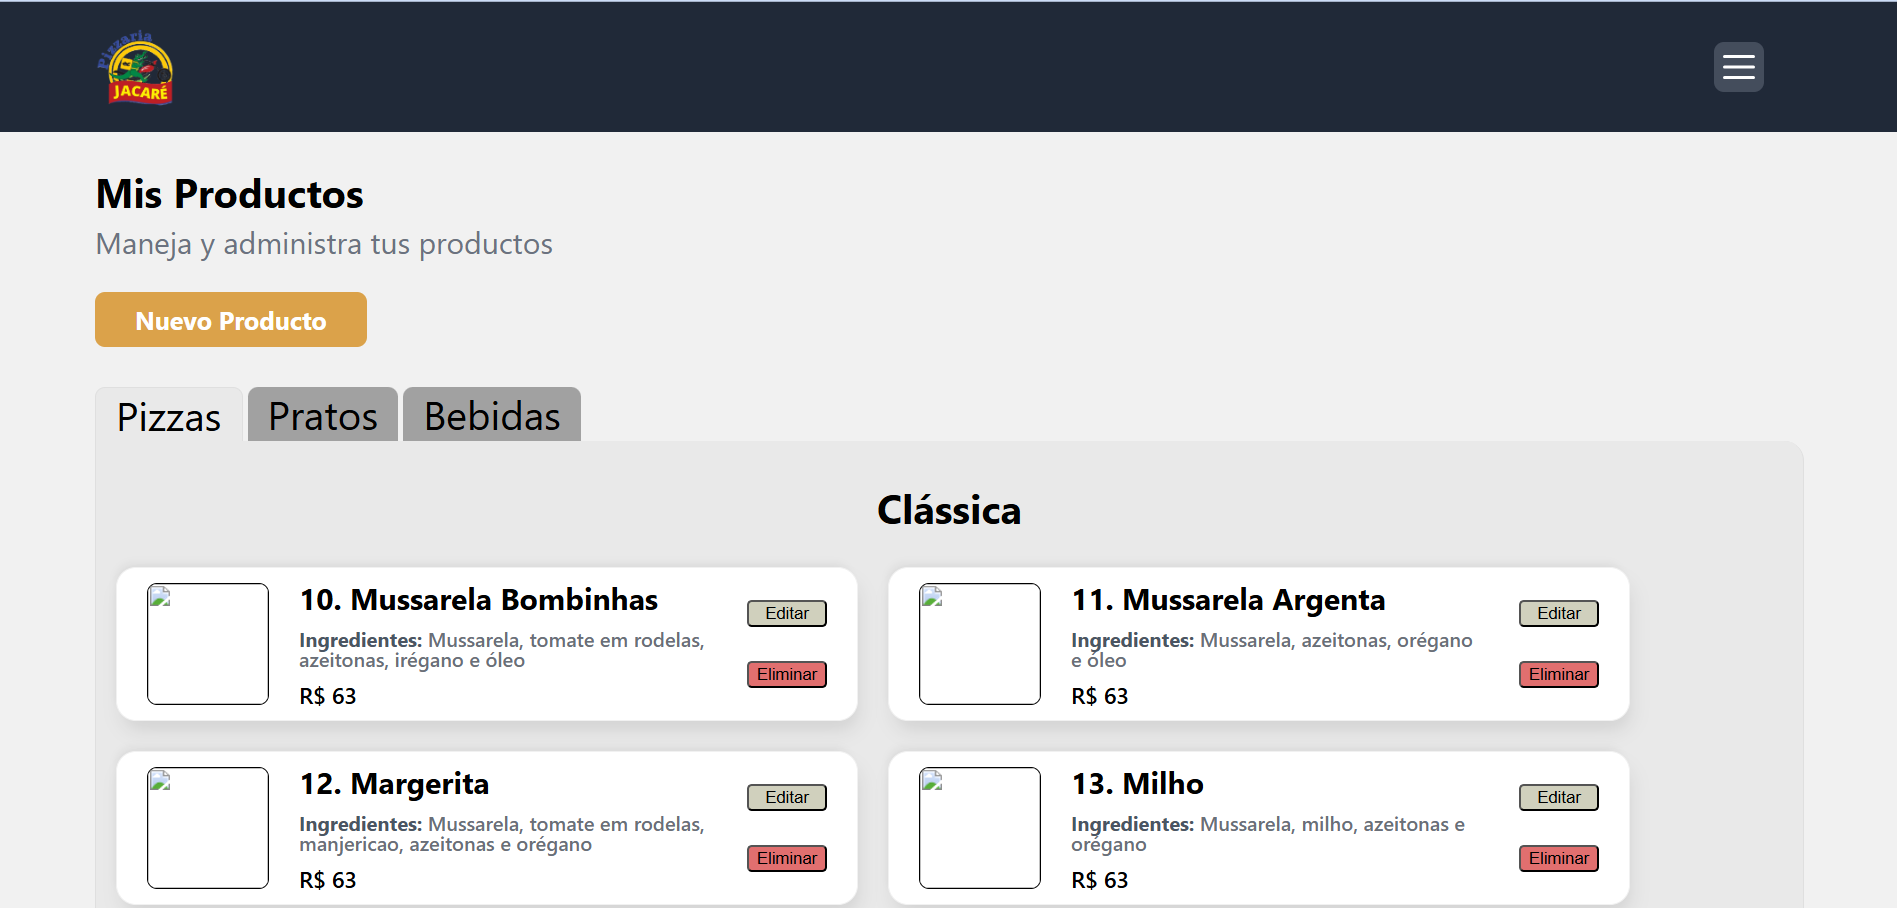 Pizzaria
JACARÉ
Mis Productos
Maneja y administra tus productos
Nuevo Producto
Pizzas
Pratos
Bebidas
Clássica
10. Mussarela Bombinhas
Ingredientes: Mussarela, tomate em rodelas,
azeitonas, irégano e óleo
R$ 63
Editar
Eliminar
11. Mussarela Argenta
Ingredientes: Mussarela, azeitonas, orégano
e óleo
R$ 63
Editar
Eliminar
12. Margerita
Ingredientes: Mussarela, tomate em rodelas,
manjericao, azeitonas e orégano
R$ 63
Editar
Eliminar
13. Milho
Ingredientes: Mussarela, milho, azeitonas e
orégano
R$ 63
Editar
Eliminar